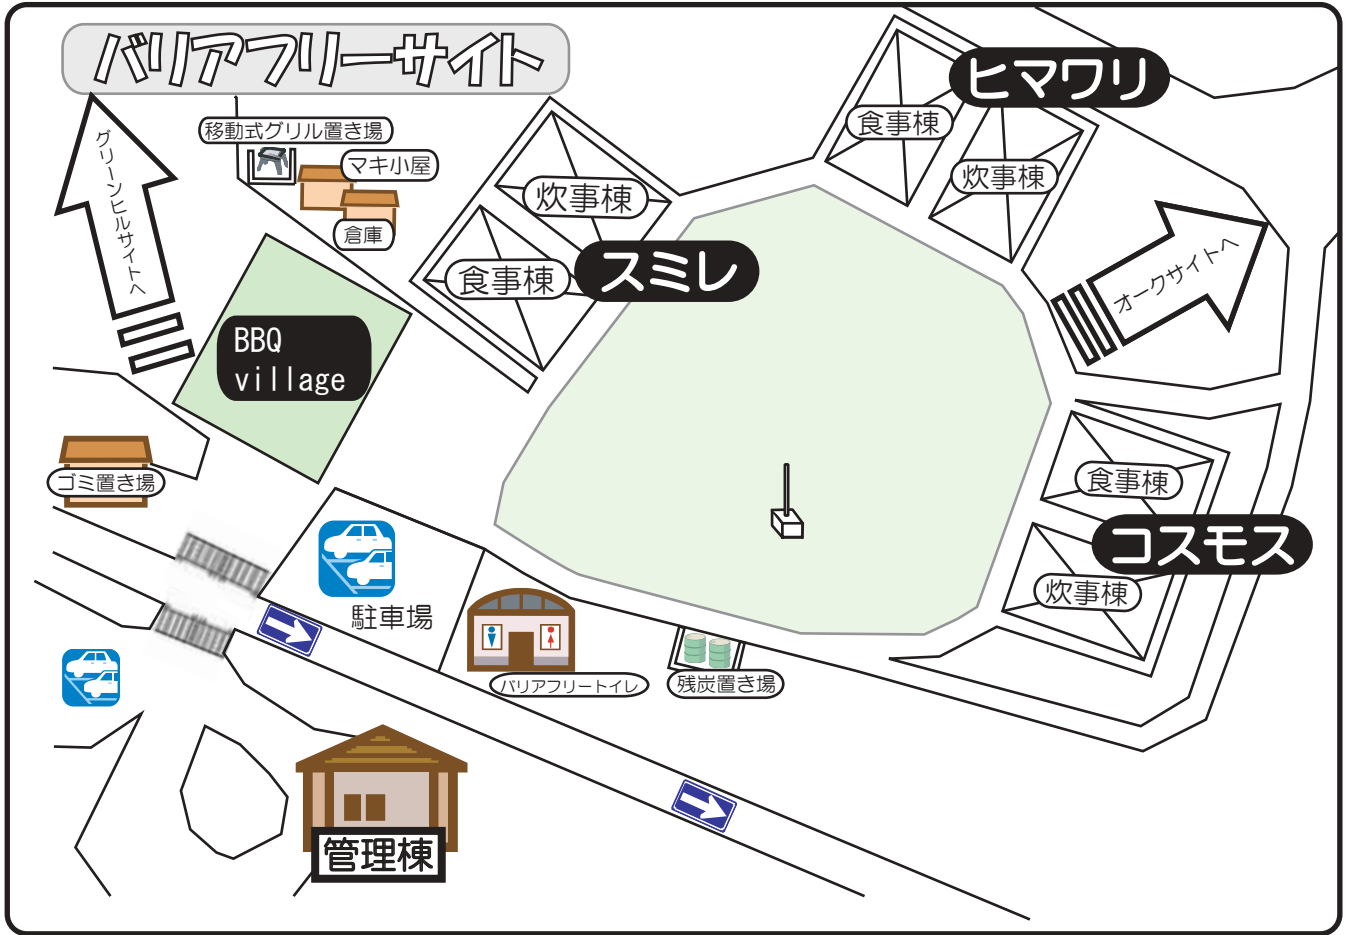 バリアフリーサイト
グリーンヒルサイトへ
移動式グリル置き場
マキ小屋
倉庫
炊事棟
食事棟
スミレ
ヒマワリ
食事棟
炊事棟
オークサイトへ
BBQ
village
ゴミ置き場
駐車場
バリアフリートイレ
残炭置き場
食事棟
コスモス
炊事棟
管理棟